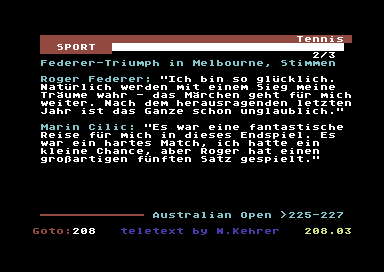 Tennis
SPORT
2/3
Federer-Triumph in Melbourne, Stimmen
Roger Federer: "Ich bin so glücklich.
Natürlich werden mit einem Sieg meine
Träume wahr - das Märchen geht für mich
weiter. Nach dem herausragenden letzten
Jahr ist das Ganze schon unglaublich."
Marin Cilic: "Es war eine fantastische
Reise für mich in dieses Endspiel. Es
war ein hartes Match, ich hatte ein
kleine Chance, aber Roger hat einen
großartigen fünften Satz gespielt."
Australian Open >225-227
Goto:208 teletext by N.Kehrer 208.03